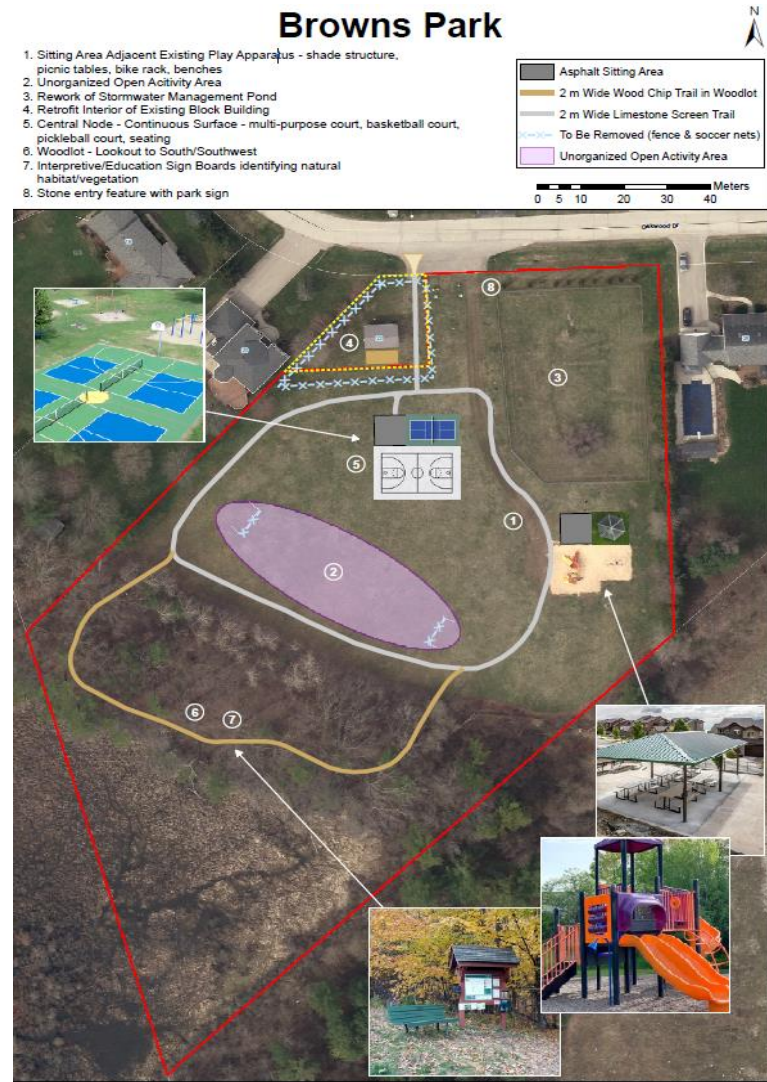 Browns Park
N
1. Sitting Area Adjacent Existing Play Apparatus - shade structure,
picnic tables, bike rack, benches
2. Unorganized Open Acitivity Area
3. Rework of Stormwater Management Pond
4. Retrofit Interior of Existing Block Building
5. Central Node - Continuous Surface - multi-purpose court, basketball court,
pickleball court, seating
6. Woodlot - Lookout to South/Southwest
7. Interpretive/Education Sign Boards identifying natural
habitat/vegetation
8. Stone entry feature with park sign
Asphalt Sitting Area
2 m Wide Wood Chip Trail in Woodlot
2 m Wide Limestone Screen Trail
To Be Removed (fence & soccer nets)
Unorganized Open Activity Area
Meters
0 5 10 20 30 40
Oakwood Dr
8
4
3
5
1
2
6
7